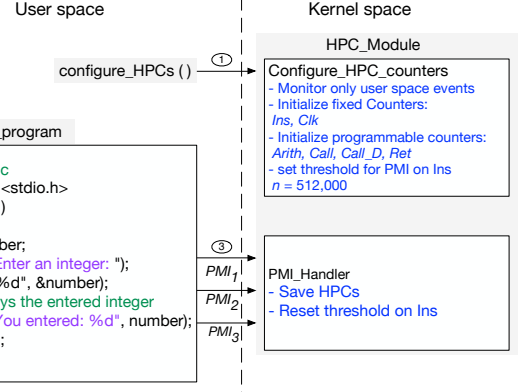 User space
Kernel space
HPC_Module
configure_HPCs ( )
1
Configure_HPC_counters
- Monitor only user space events
- Initialize fixed Counters:
Ins, Clk
- Initialize programmable counters:
Arith, Call, Call_D, Ret
- set threshold for PMI on Ins
n = 512,000
_program
c
<stdio.h>
)
ber;
Enter an integer: ");
%d", &number);
ys the entered integer
You entered: %d", number);
;
3
PMI1
PMI2
PMI3
PMI_Handler
- Save HPCs
- Reset threshold on Ins